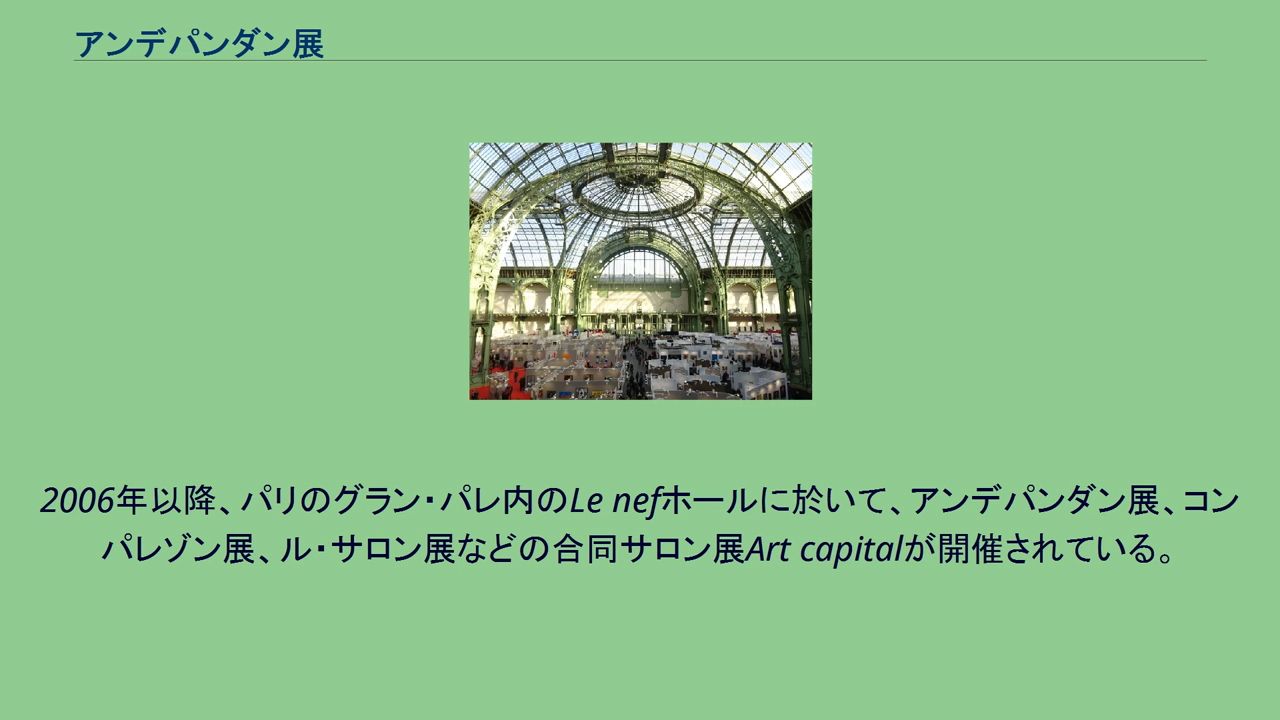 アンデパンダン展
2006年以降、パリのグラン・パレ内のLe nefホールに於いて、アンデパンダン展、コン
パレゾン展、ル・サロン展などの合同サロン展Art capitalが開催されている。